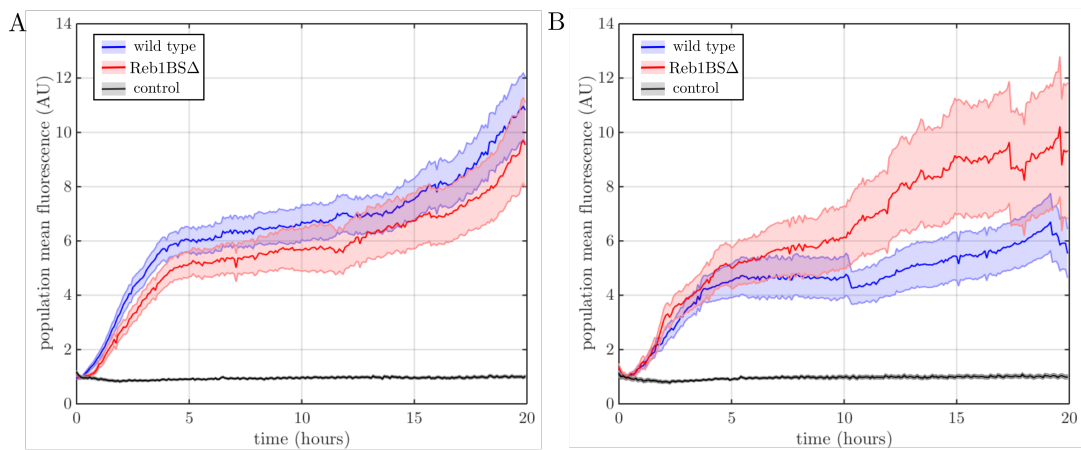 A
14
12
10
8
6
4
2
0
population mean fluorescence (AU)
wild type
Reb1BSΔ
control
0 5 10 15 20
time (hours)
B
14
12
10
8
6
4
2
0
population mean fluorescence (AU)
wild type
Reb1BSΔ
control
0 5 10 15 20
time (hours)